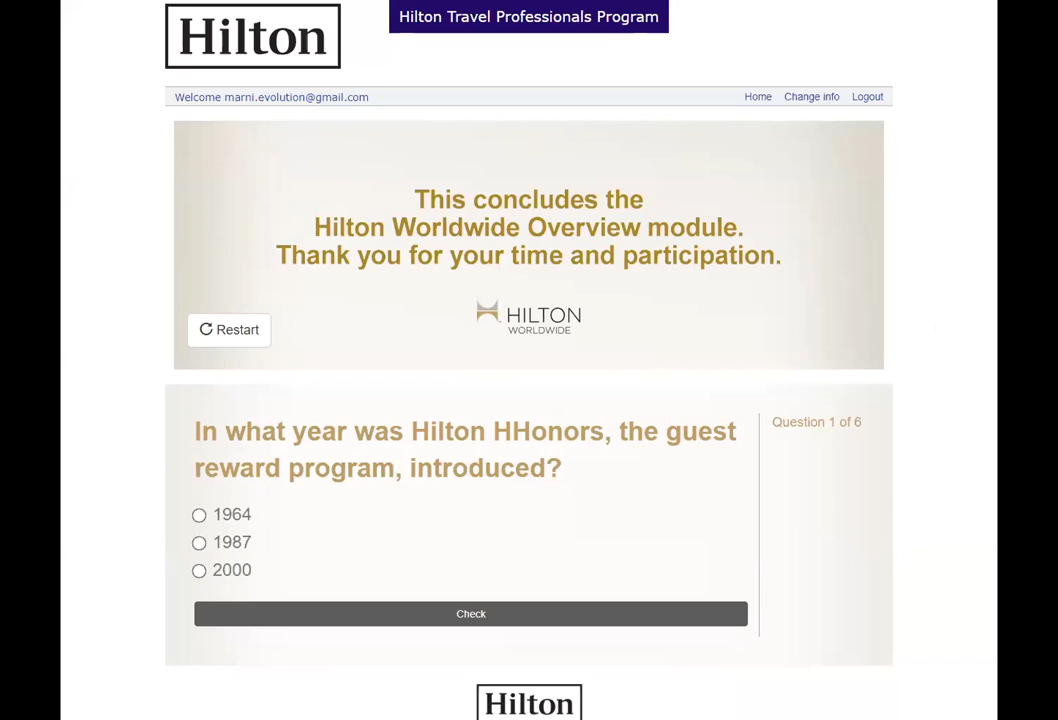 Hilton
Hilton Travel Professionals Program
Welcome marni.evolution@gmail.com
Home Change info Logout
This concludes the
Hilton Worldwide Overview module.
Thank you for your time and participation.
HILTON
WORLDWIDE
Restart
In what year was Hilton HHonors, the guest
reward program, introduced?
Question 1 of 6
1964
1987
2000
Check
Hilton